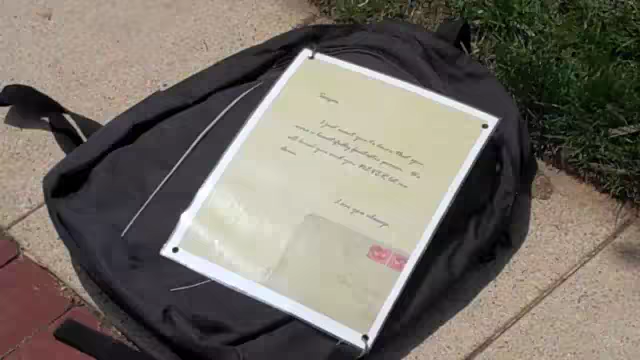 I just want you to know that you
were a beautifully fantastic person. We
all loved you and you NEVER let me
down.
I love you always